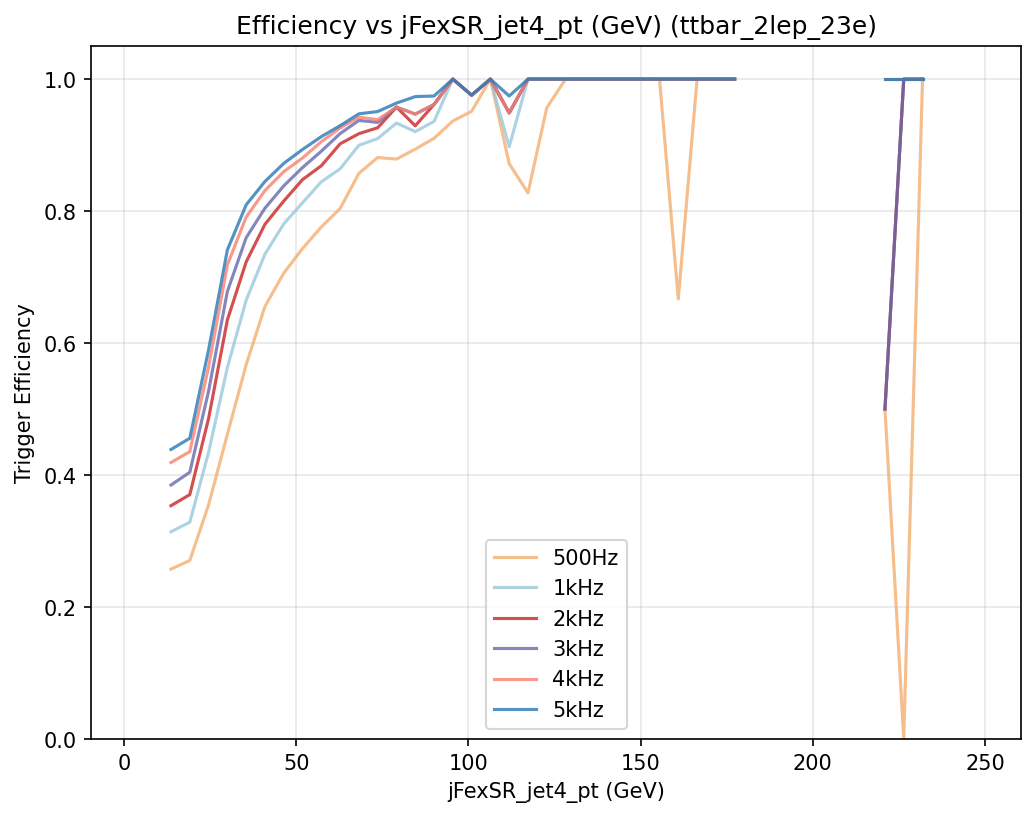 Efficiency vs jFexSR_jet4_pt (GeV) (ttbar_2lep_23e)
Trigger Efficiency
1.0
0.8
0.6
0.4
0.2
0.0
500Hz
1kHz
2kHz
3kHz
4kHz
5kHz
0 50 100 150 200 250
jFexSR_jet4_pt (GeV)